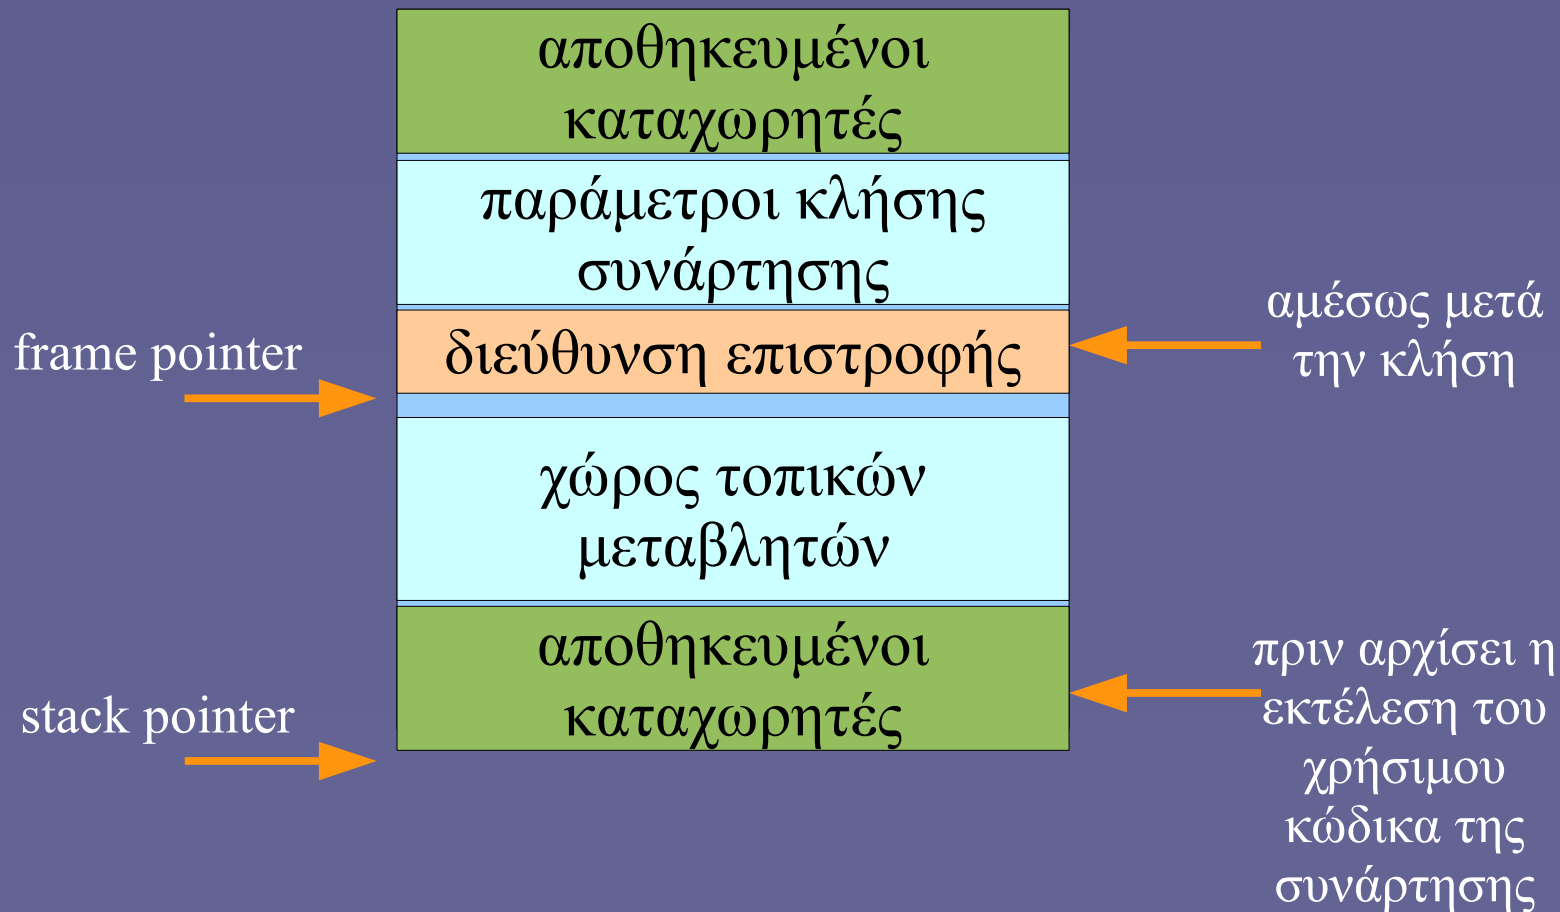 αποθηκευμένοι
καταχωρητές
παράμετροι κλήσης
συνάρτησης
frame pointer
διεύθυνση επιστροφής
αμέσως μετά
την κλήση
χώρος τοπικών
μεταβλητών
stack pointer
αποθηκευμένοι
καταχωρητές
πριν αρχίσει η
εκτέλεση του
χρήσιμου
κώδικα της
συνάρτησης